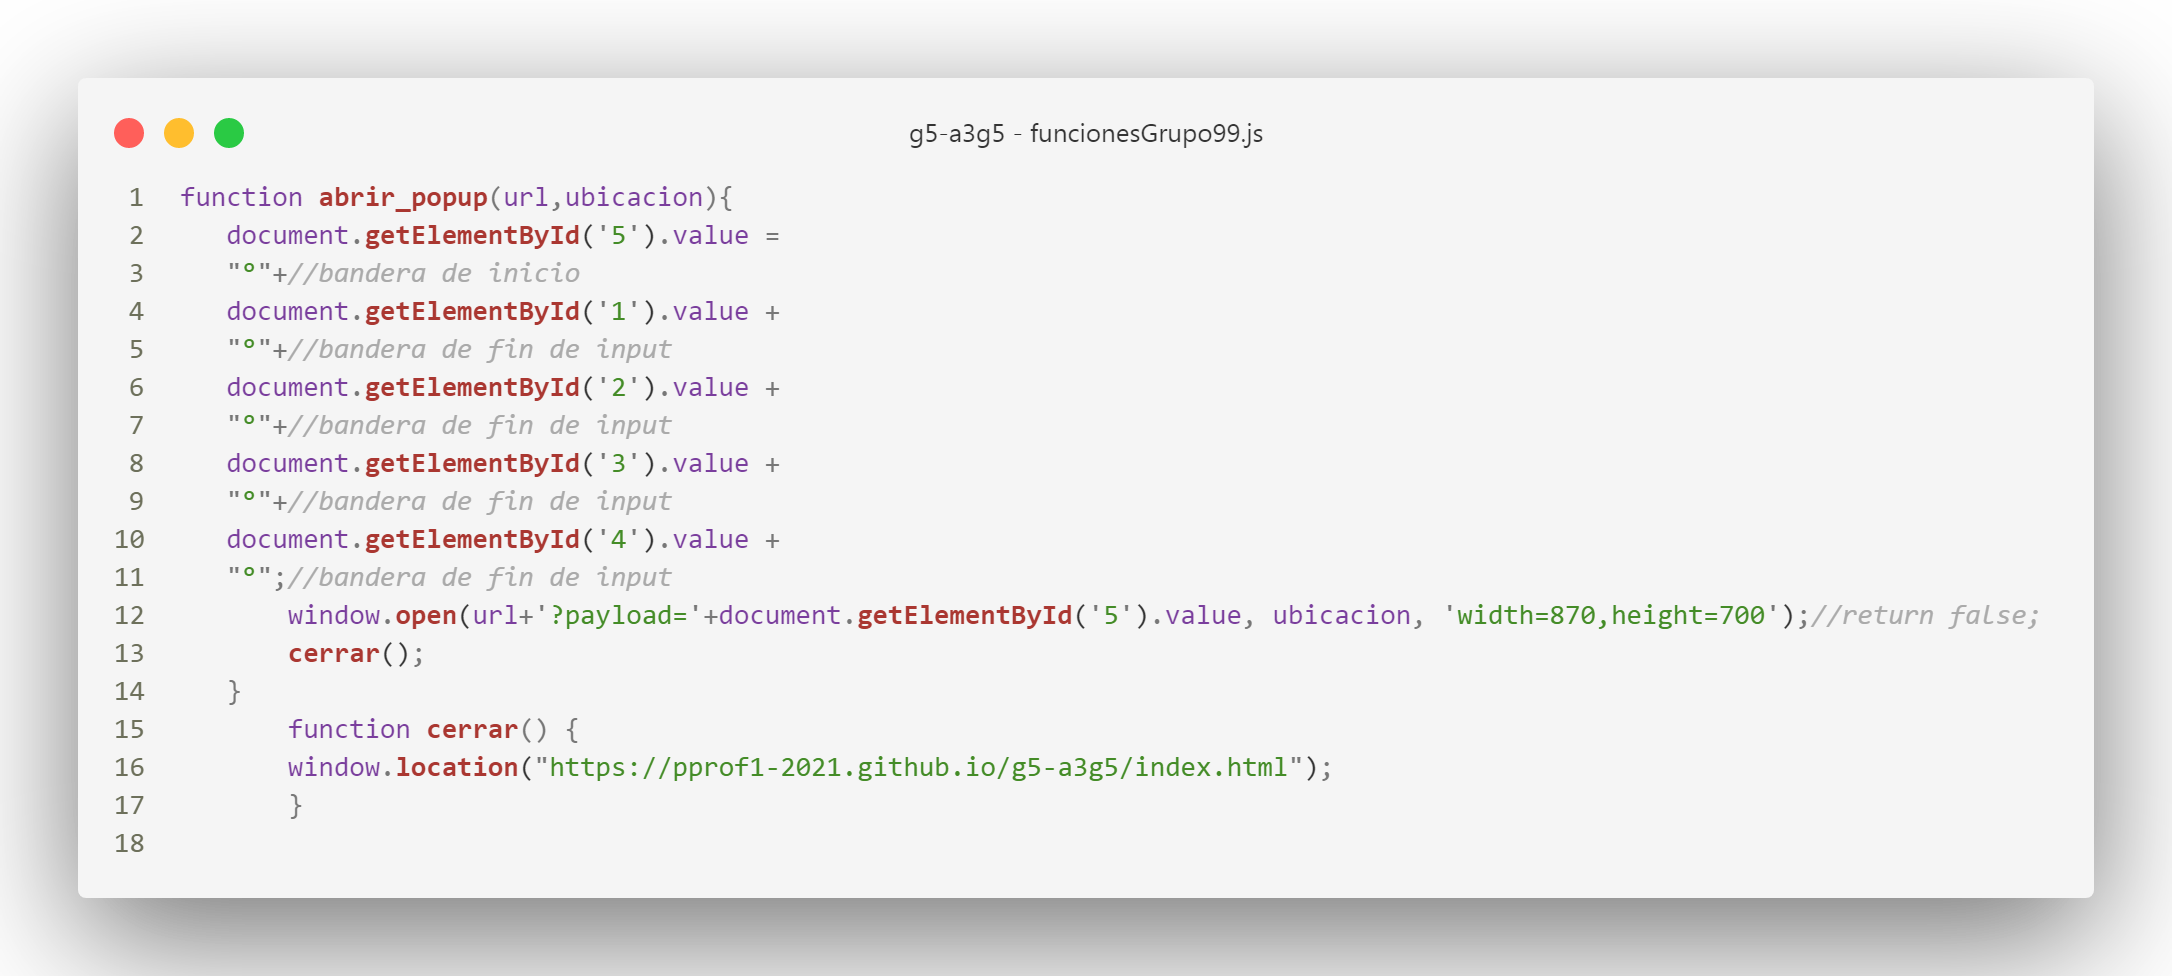 g5-a3g5 - funcionesGrupo99.js
1 function abrir_popup(url,ubicacion){
2 document.getElementById('5').value =
3 "°"+//bandera de inicio
4 document.getElementById('1').value +
5 "°"+//bandera de fin de input
6 document.getElementById('2').value +
7 "°"+//bandera de fin de input
8 document.getElementById('3').value +
9 "°"+//bandera de fin de input
10 document.getElementById('4').value +
11 "°";//bandera de fin de input
12 window.open(url+'?payload='+document.getElementById('5').value, ubicacion, 'width=870,height=700');//return false;
13 cerrar();
14 }
15 function cerrar() {
16 window.location("https://pprof1-2021.github.io/g5-a3g5/index.html");
17 }
18